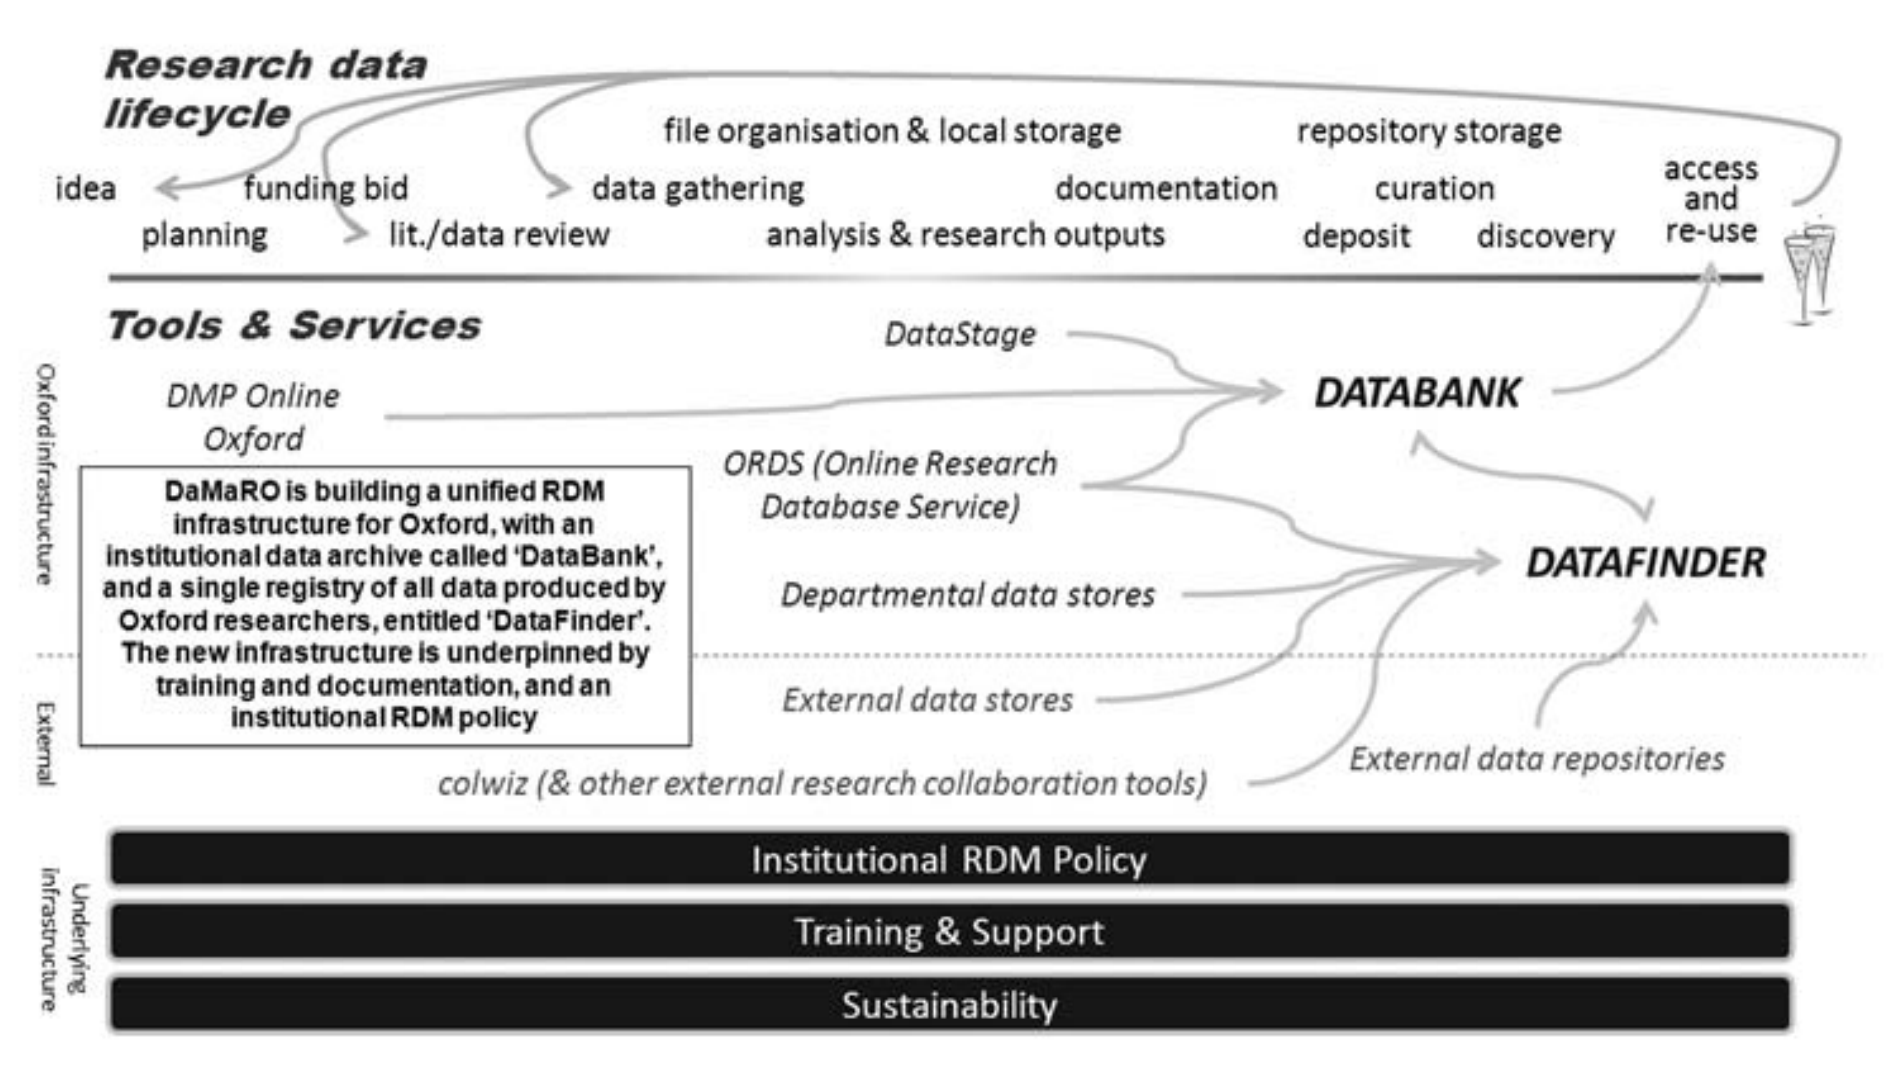 Research data
lifecycle
file organisation & local storage
repository storage
idea
funding bid
data gathering
documentation
curation
access
and
re-use
planning
lit./data review
analysis & research outputs
deposit
discovery
Tools & Services
Oxford infrastructure
DataStage
DMP Online
Oxford
DATABANK
ORDS (Online Research
Database Service)
DaMaRO is building a unified RDM
infrastructure for Oxford, with an
institutional data archive called ‘DataBank’,
and a single registry of all data produced by
Oxford researchers, entitled ‘DataFinder’.
The new infrastructure is underpinned by
training and documentation, and an
institutional RDM policy
DATAFINDER
Departmental data stores
External
External data stores
External data repositories
colwiz (& other external research collaboration tools)
Underlying
infrastructure
Institutional RDM Policy
Training & Support
Sustainability